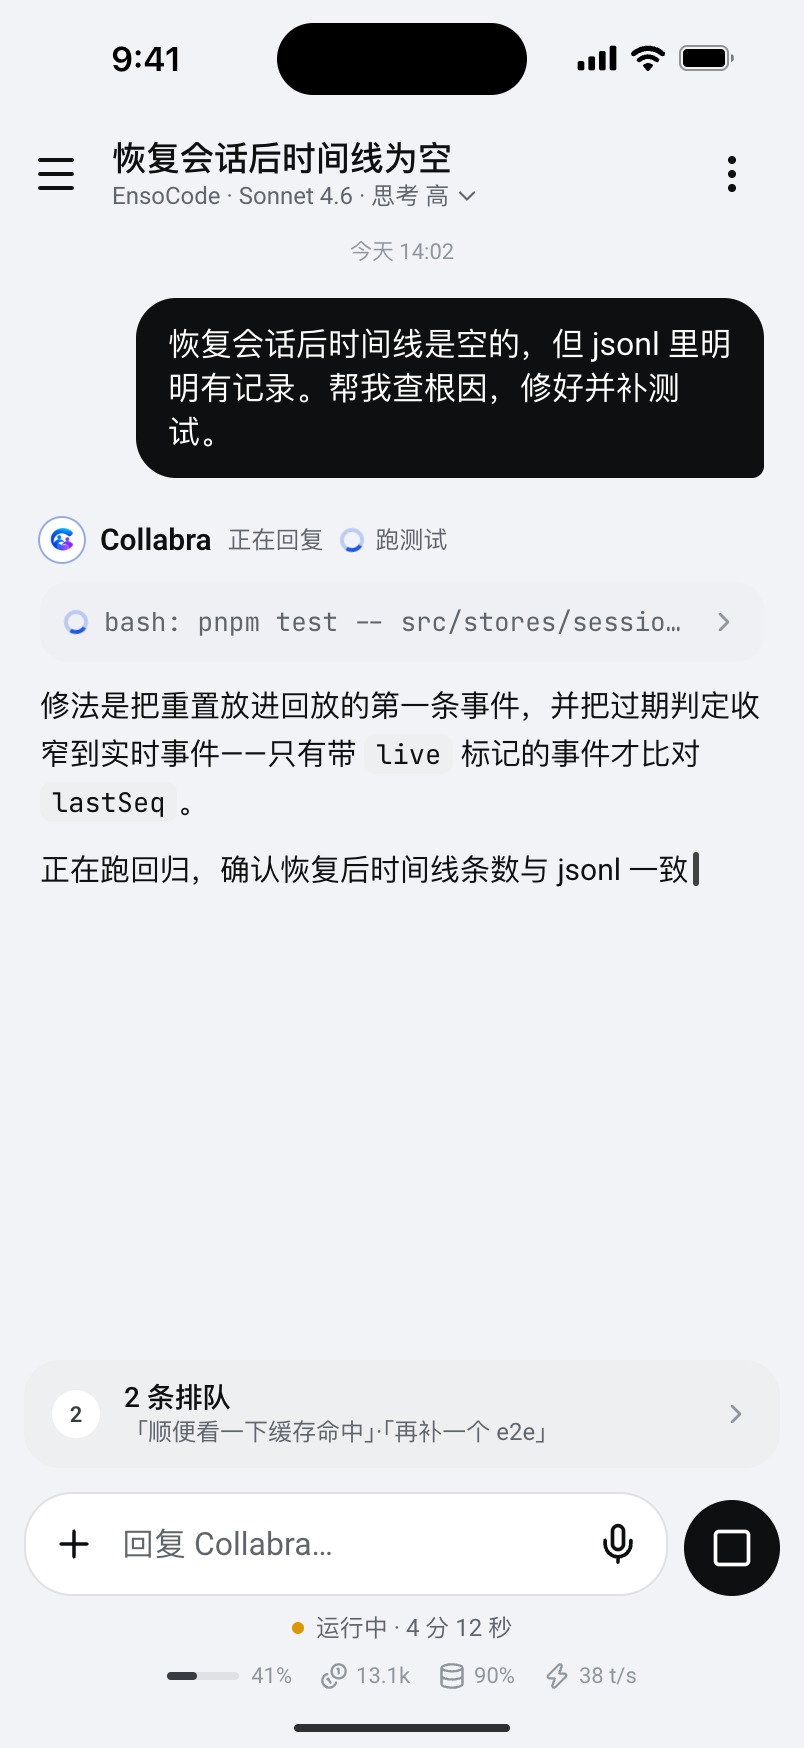 9:41
恢复会话后时间线为空
EnsoCode · Sonnet 4.6 · 思考 高
今天 14:02
恢复会话后时间线是空的，但 jsonl 里明
明有记录。帮我查根因，修好并补测
试。
Collabra 正在回复 跑测试
bash: pnpm test -- src/stores/sessio…
修法是把重置放进回放的第一条事件，并把过期判定收
窄到实时事件——只有带 live 标记的事件才比对
lastSeq 。
正在跑回归，确认恢复后时间线条数与 jsonl 一致
2 2 条排队
「顺便看一下缓存命中」·「再补一个 e2e」
回复 Collabra…
运行中 · 4 分 12 秒
41% 13.1k 90% 38 t/s